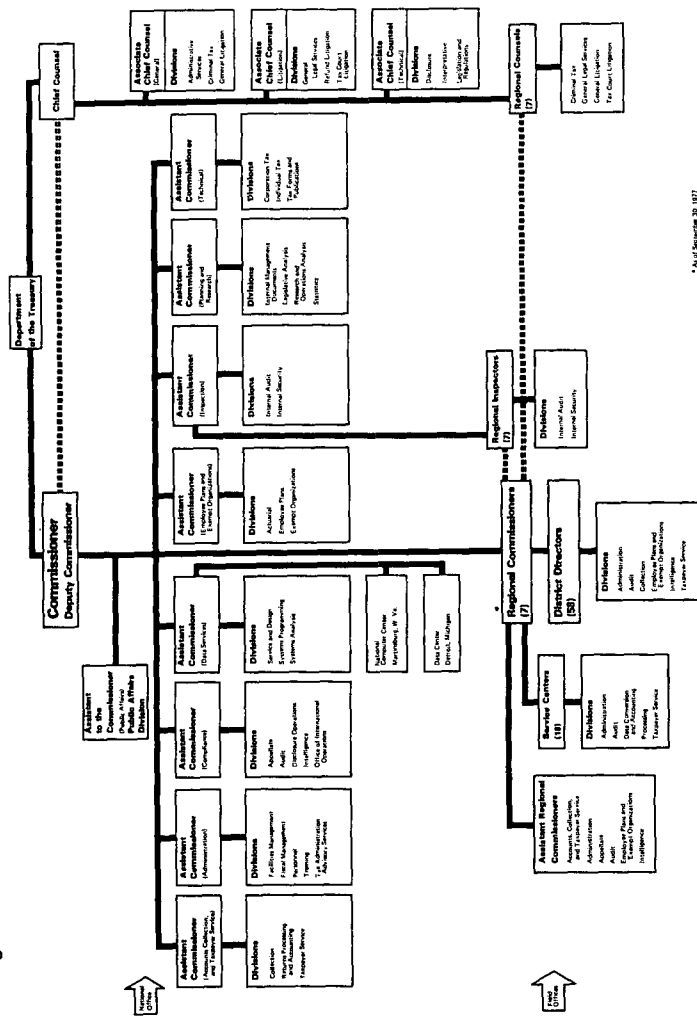 Department
of the Treasury
Commissioner
Deputy Commissioner
Chief Counsel
Assistant
to the
Commissioner
(Public Affairs)
Public Affairs
Division
National
Office
Assistant
Commissioner
(Accounts Collection,
and Taxpayer Service)
Divisions
Collection
Returns Processing
and Accounting
Taxpayer Service
Assistant
Commissioner
(Administration)
Divisions
Facilities Management
Fiscal Management
Personnel
Training
Tax Administration
Advisory Services
Assistant
Commissioner
(Compliance)
Divisions
Appellate
Audit
Disclosure Operations
Intelligence
Office of International
Operations
Assistant
Commissioner
(Data Services)
Divisions
Service and Design
Systems Programming
Systems Analysis
National
Computer Center
Martinsburg, W. Va.
Data Center
Detroit, Michigan
Assistant
Commissioner
(Employee Plans and
Exempt Organizations)
Divisions
Actuarial
Employee Plans
Exempt Organizations
Assistant
Commissioner
(Inspection)
Divisions
Internal Audit
Internal Security
Assistant
Commissioner
(Planning and
Research)
Divisions
Internal Management
Documents
Legislative Analysis
Research and
Operations Analysis
Statistics
Assistant
Commissioner
(Technical)
Divisions
Corporation Tax
Individual Tax
Tax Forms and
Publications
Associate
Chief Counsel
(General)
Divisions
Administrative
Services
Criminal Tax
General Litigation
Associate
Chief Counsel
(Litigation)
Divisions
General
Legal Services
Refund Litigation
Tax Court
Litigation
Associate
Chief Counsel
(Technical)
Divisions
Disclosure
Interpretative
Legislation and
Regulations
Field
Offices
Regional Commissioners
(7)
Regional Inspectors
(7)
Divisions
Internal Audit
Internal Security
Regional Counsels
(7)
Criminal Tax
General Legal Services
General Litigation
Tax Court Litigation
Assistant Regional
Commissioners
Accounts, Collection,
and Taxpayer Service
Administration
Appellate
Audit
Employee Plans and
Exempt Organizations
Intelligence
Service Centers
(10)
Divisions
Administration
Audit
Data Conversion
and Accounting
Processing
Taxpayer Service
District Directors
(58)
Divisions
Administration
Audit
Collection
Employee Plans and
Exempt Organizations
Intelligence
Taxpayer Service
* As of September 30, 1977